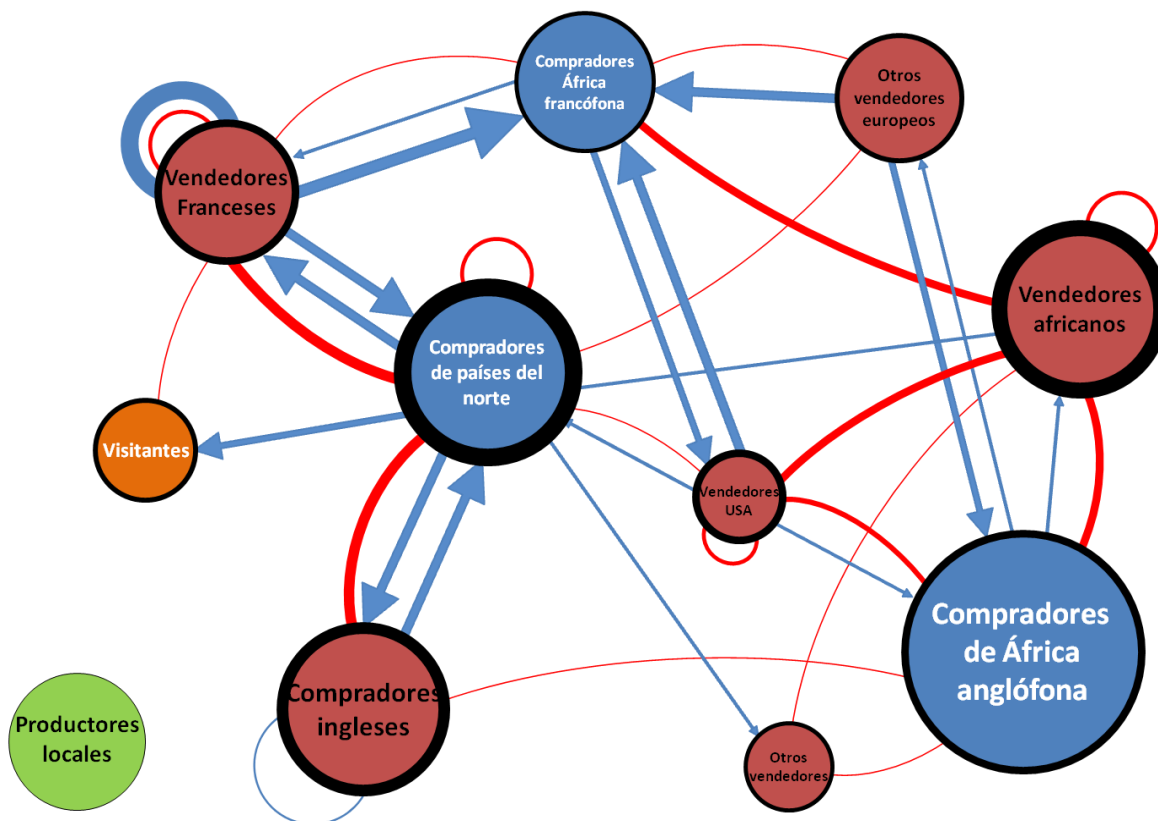 Compradores
África
francófona
Otros
vendedores
europeos
Vendedores
Franceses
Vendedores
africanos
Compradores
de países del
norte
Visitantes
Vendedores
USA
Compradores
de África
anglófona
Compradores
ingleses
Productores
locales
Otros
vendedores